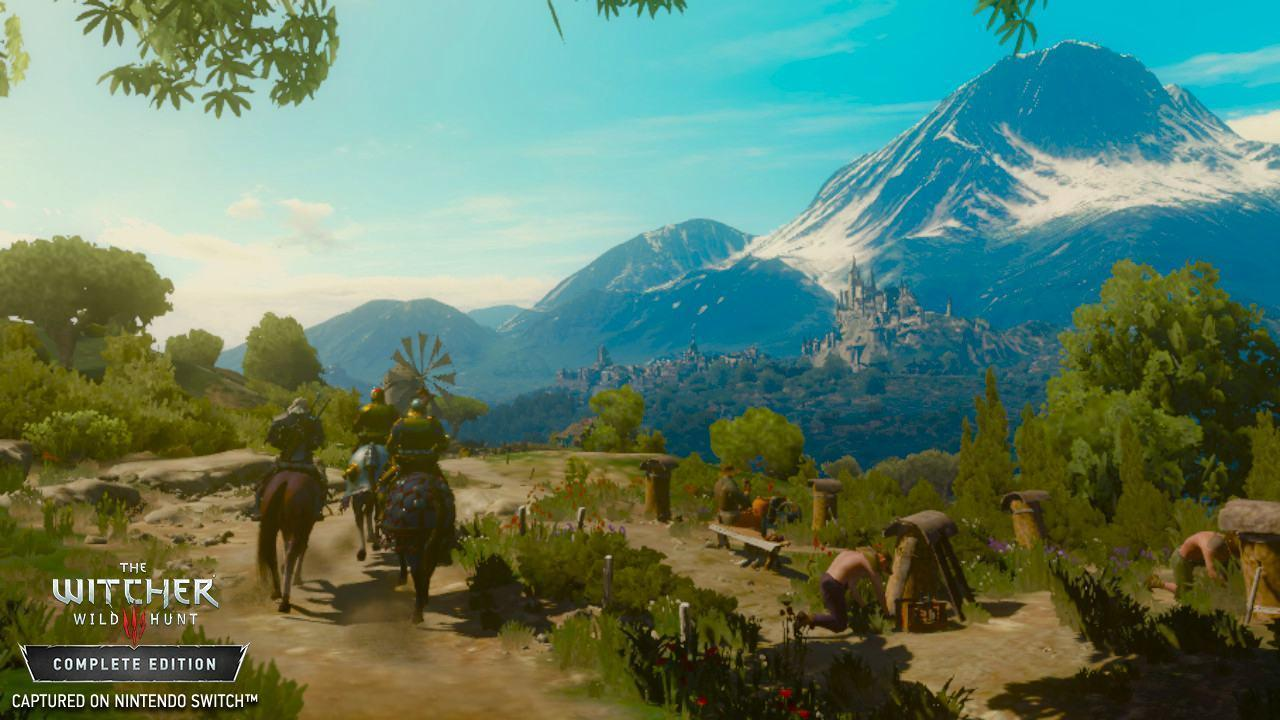 THE
WITCHER
WILD HUNT
COMPLETE EDITION
CAPTURED ON NINTENDO SWITCH™